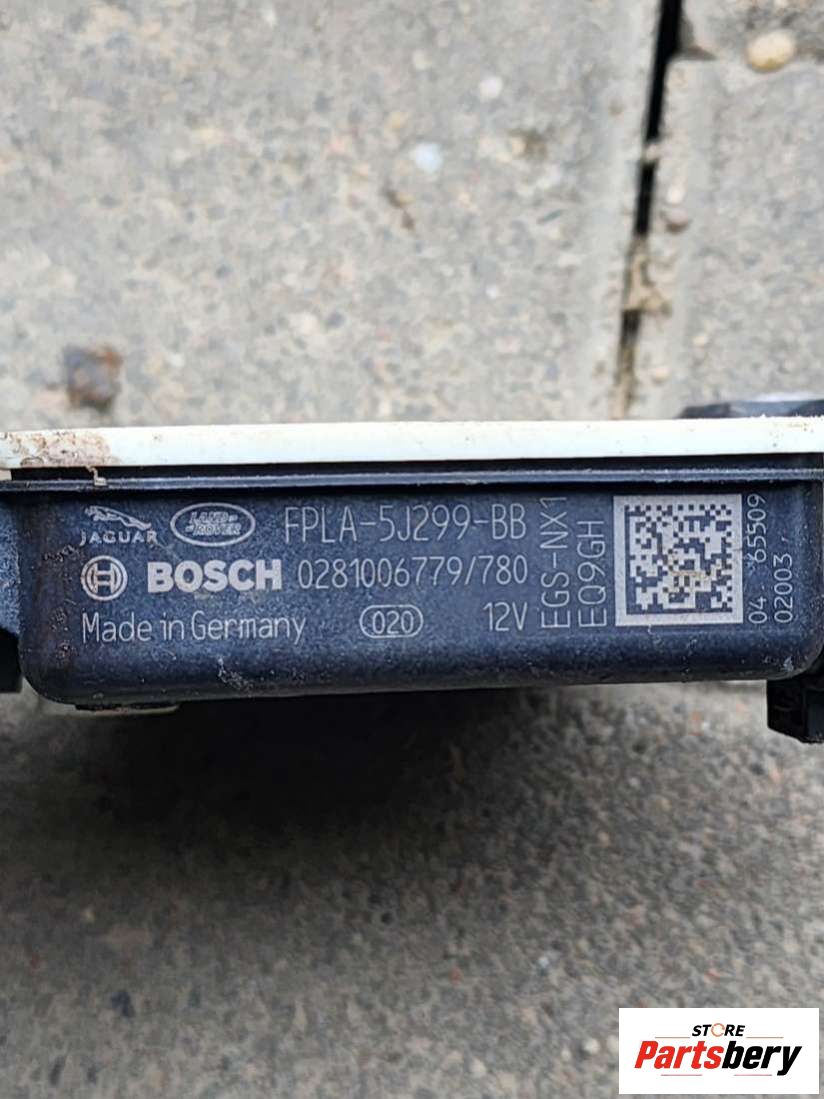 JAGUAR LAND ROVER FPLA-5J299-BB
BOSCH 0281006779/780
Made in Germany 020 12V
EGS-NX1
EQ9GH
04. 65509
02003
STORE
Partsbery